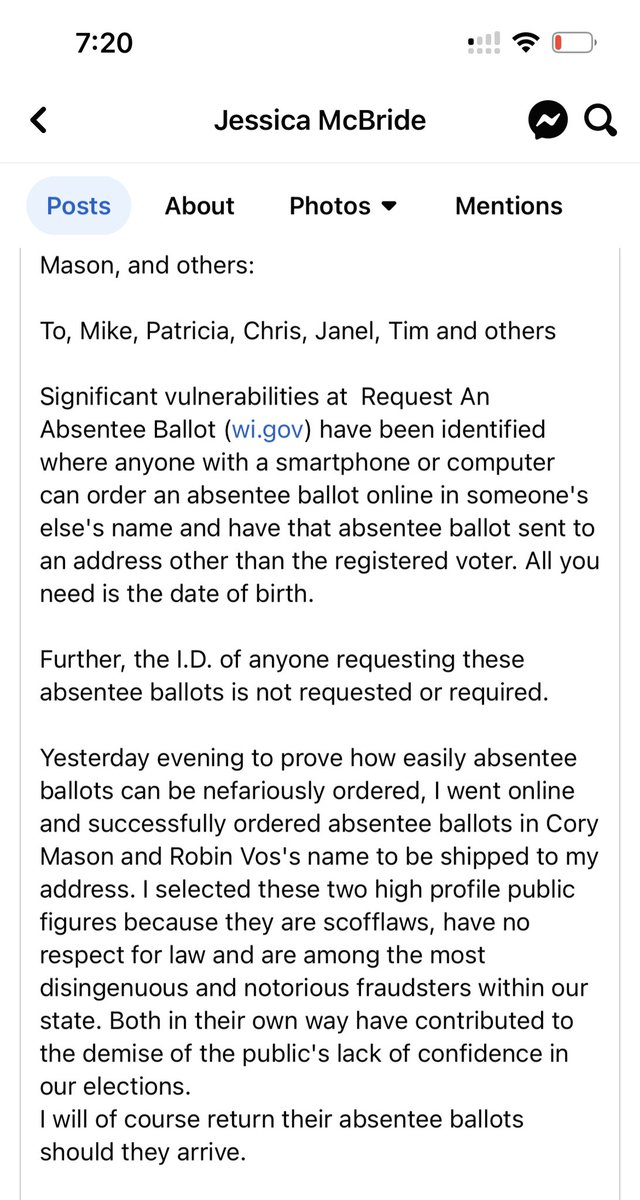 7:20
Jessica McBride
Posts About Photos Mentions
Mason, and others:
To, Mike, Patricia, Chris, Janel, Tim and others
Significant vulnerabilities at  Request An
Absentee Ballot (wi.gov) have been identified
where anyone with a smartphone or computer
can order an absentee ballot online in someone's
else's name and have that absentee ballot sent to
an address other than the registered voter. All you
need is the date of birth.
Further, the I.D. of anyone requesting these
absentee ballots is not requested or required.
Yesterday evening to prove how easily absentee
ballots can be nefariously ordered, I went online
and successfully ordered absentee ballots in Cory
Mason and Robin Vos's name to be shipped to my
address. I selected these two high profile public
figures because they are scofflaws, have no
respect for law and are among the most
disingenuous and notorious fraudsters within our
state. Both in their own way have contributed to
the demise of the public's lack of confidence in
our elections.
I will of course return their absentee ballots
should they arrive.